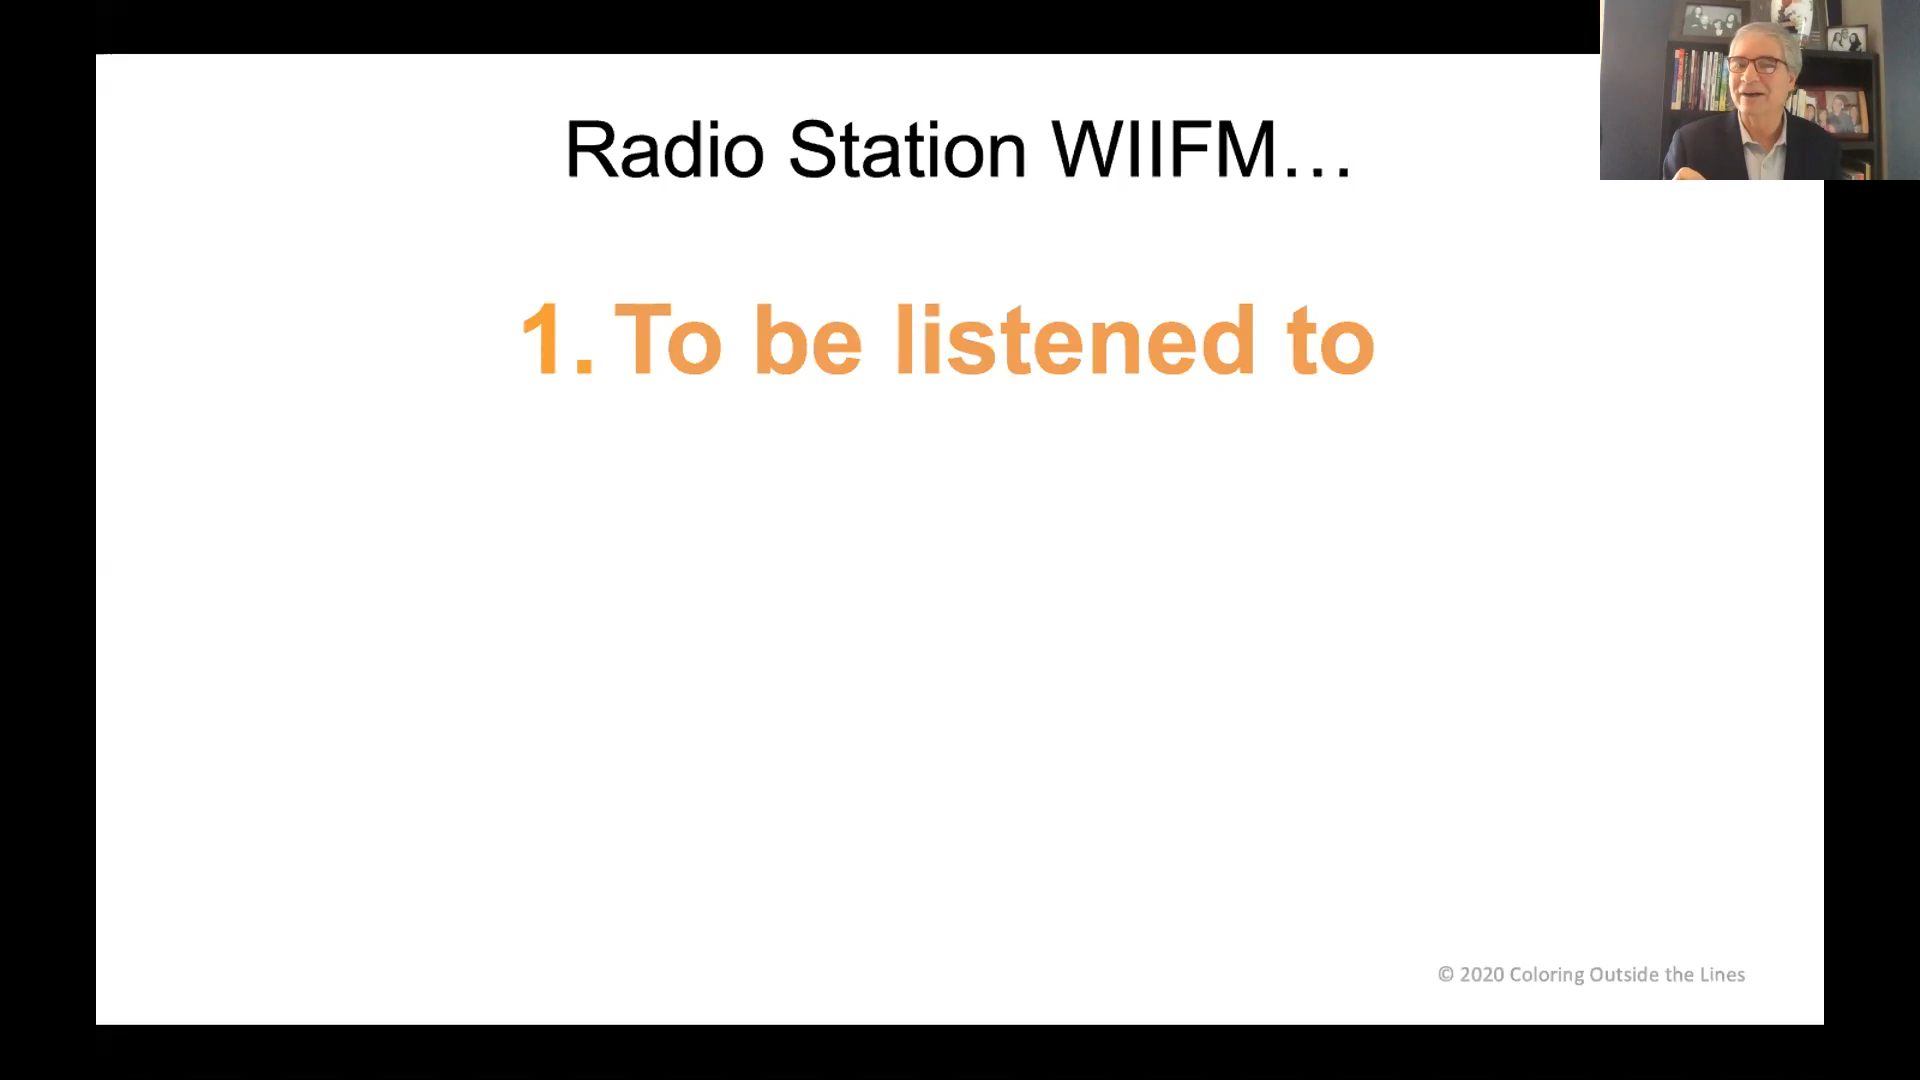 Radio Station WIIFM…
1. To be listened to
© 2020 Coloring Outside the Lines